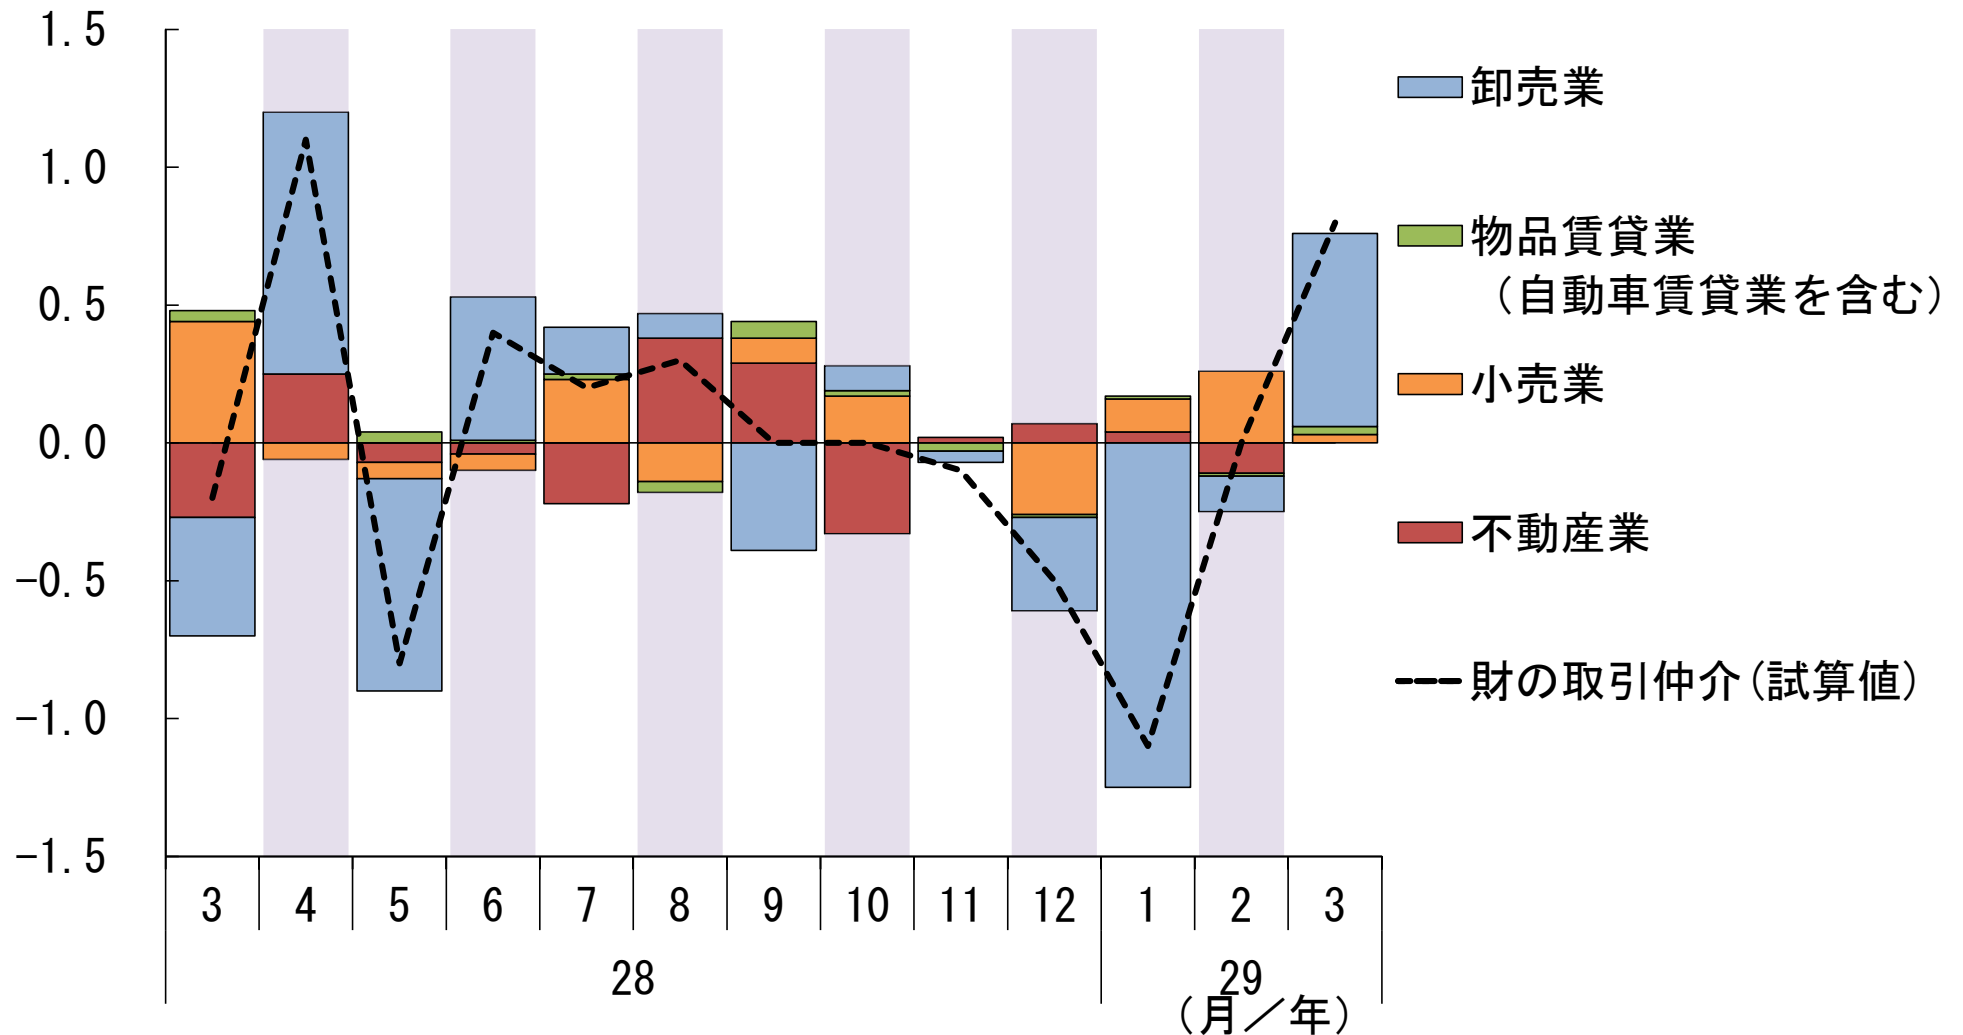 1.5
1.0
0.5
0.0
-0.5
-1.0
-1.5
3 4 5 6 7 8 9 10 11 12 1 2 3
28 29
（月／年）
卸売業
物品賃貸業
（自動車賃貸業を含む）
小売業
不動産業
財の取引仲介(試算値)